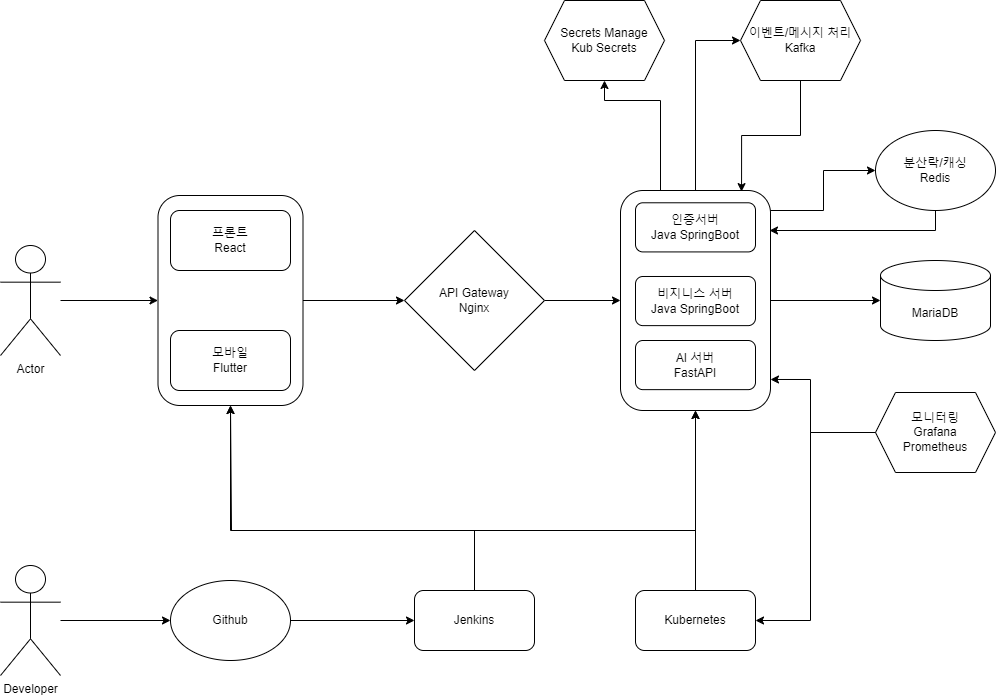 Secrets Manage
Kub Secrets
이벤트/메시지 처리
Kafka
분산락/캐싱
Redis
프론트
React
인증서버
Java SpringBoot
API Gateway
Nginx
비지니스 서버
Java SpringBoot
MariaDB
모바일
Flutter
AI 서버
FastAPI
Actor
모니터링
Grafana
Prometheus
Github
Jenkins
Kubernetes
Developer